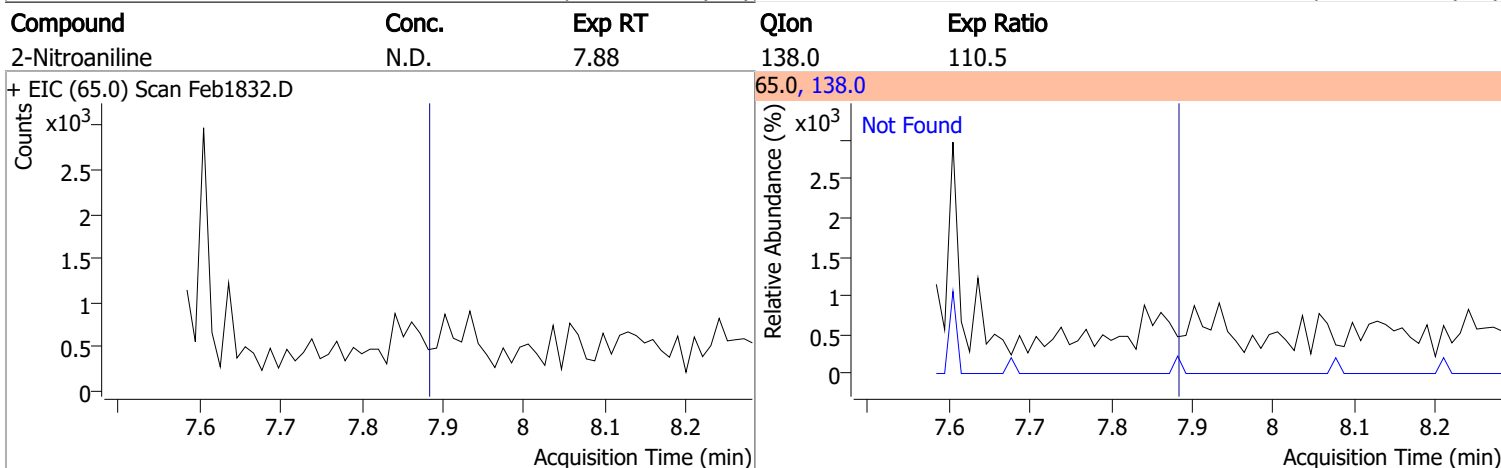 Compound Conc. Exp RT QIon Exp Ratio
2-Nitroaniline N.D. 7.88 138.0 110.5
+ EIC (65.0) Scan Feb1832.D
Counts
x10³
2.5
2
1.5
1
0.5
0
7.6 7.7 7.8 7.9 8 8.1 8.2
Acquisition Time (min)
65.0, 138.0
Relative Abundance (%)
x10³
Not Found
2.5
2
1.5
1
0.5
0
7.6 7.7 7.8 7.9 8 8.1 8.2
Acquisition Time (min)